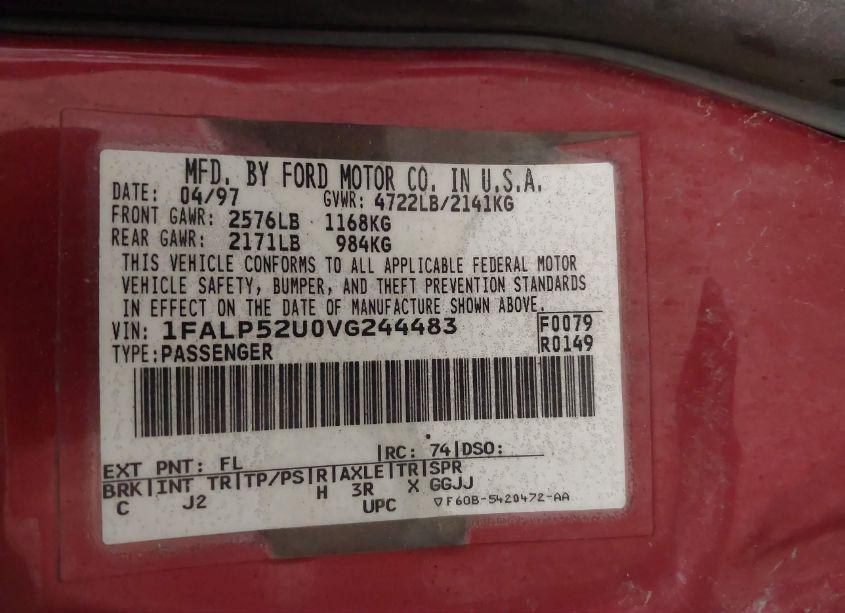 MFD. BY FORD MOTOR CO. IN U.S.A.
DATE: 04/97 GVWR: 4722LB/2141KG
FRONT GAWR: 2576LB 1168KG
REAR GAWR: 2171LB 984KG
THIS VEHICLE CONFORMS TO ALL APPLICABLE FEDERAL MOTOR
VEHICLE SAFETY, BUMPER, AND THEFT PREVENTION STANDARDS
IN EFFECT ON THE DATE OF MANUFACTURE SHOWN ABOVE.
VIN: 1FALP52U0VG244483 F0079
TYPE:PASSENGER R0149
EXT PNT: FL |RC: 74|DSO:
BRK|INT TR|TP/PS|R|AXLE|TR|SPR
C J2 H 3R X GGJJ
UPC ▽F60B-5420472-AA